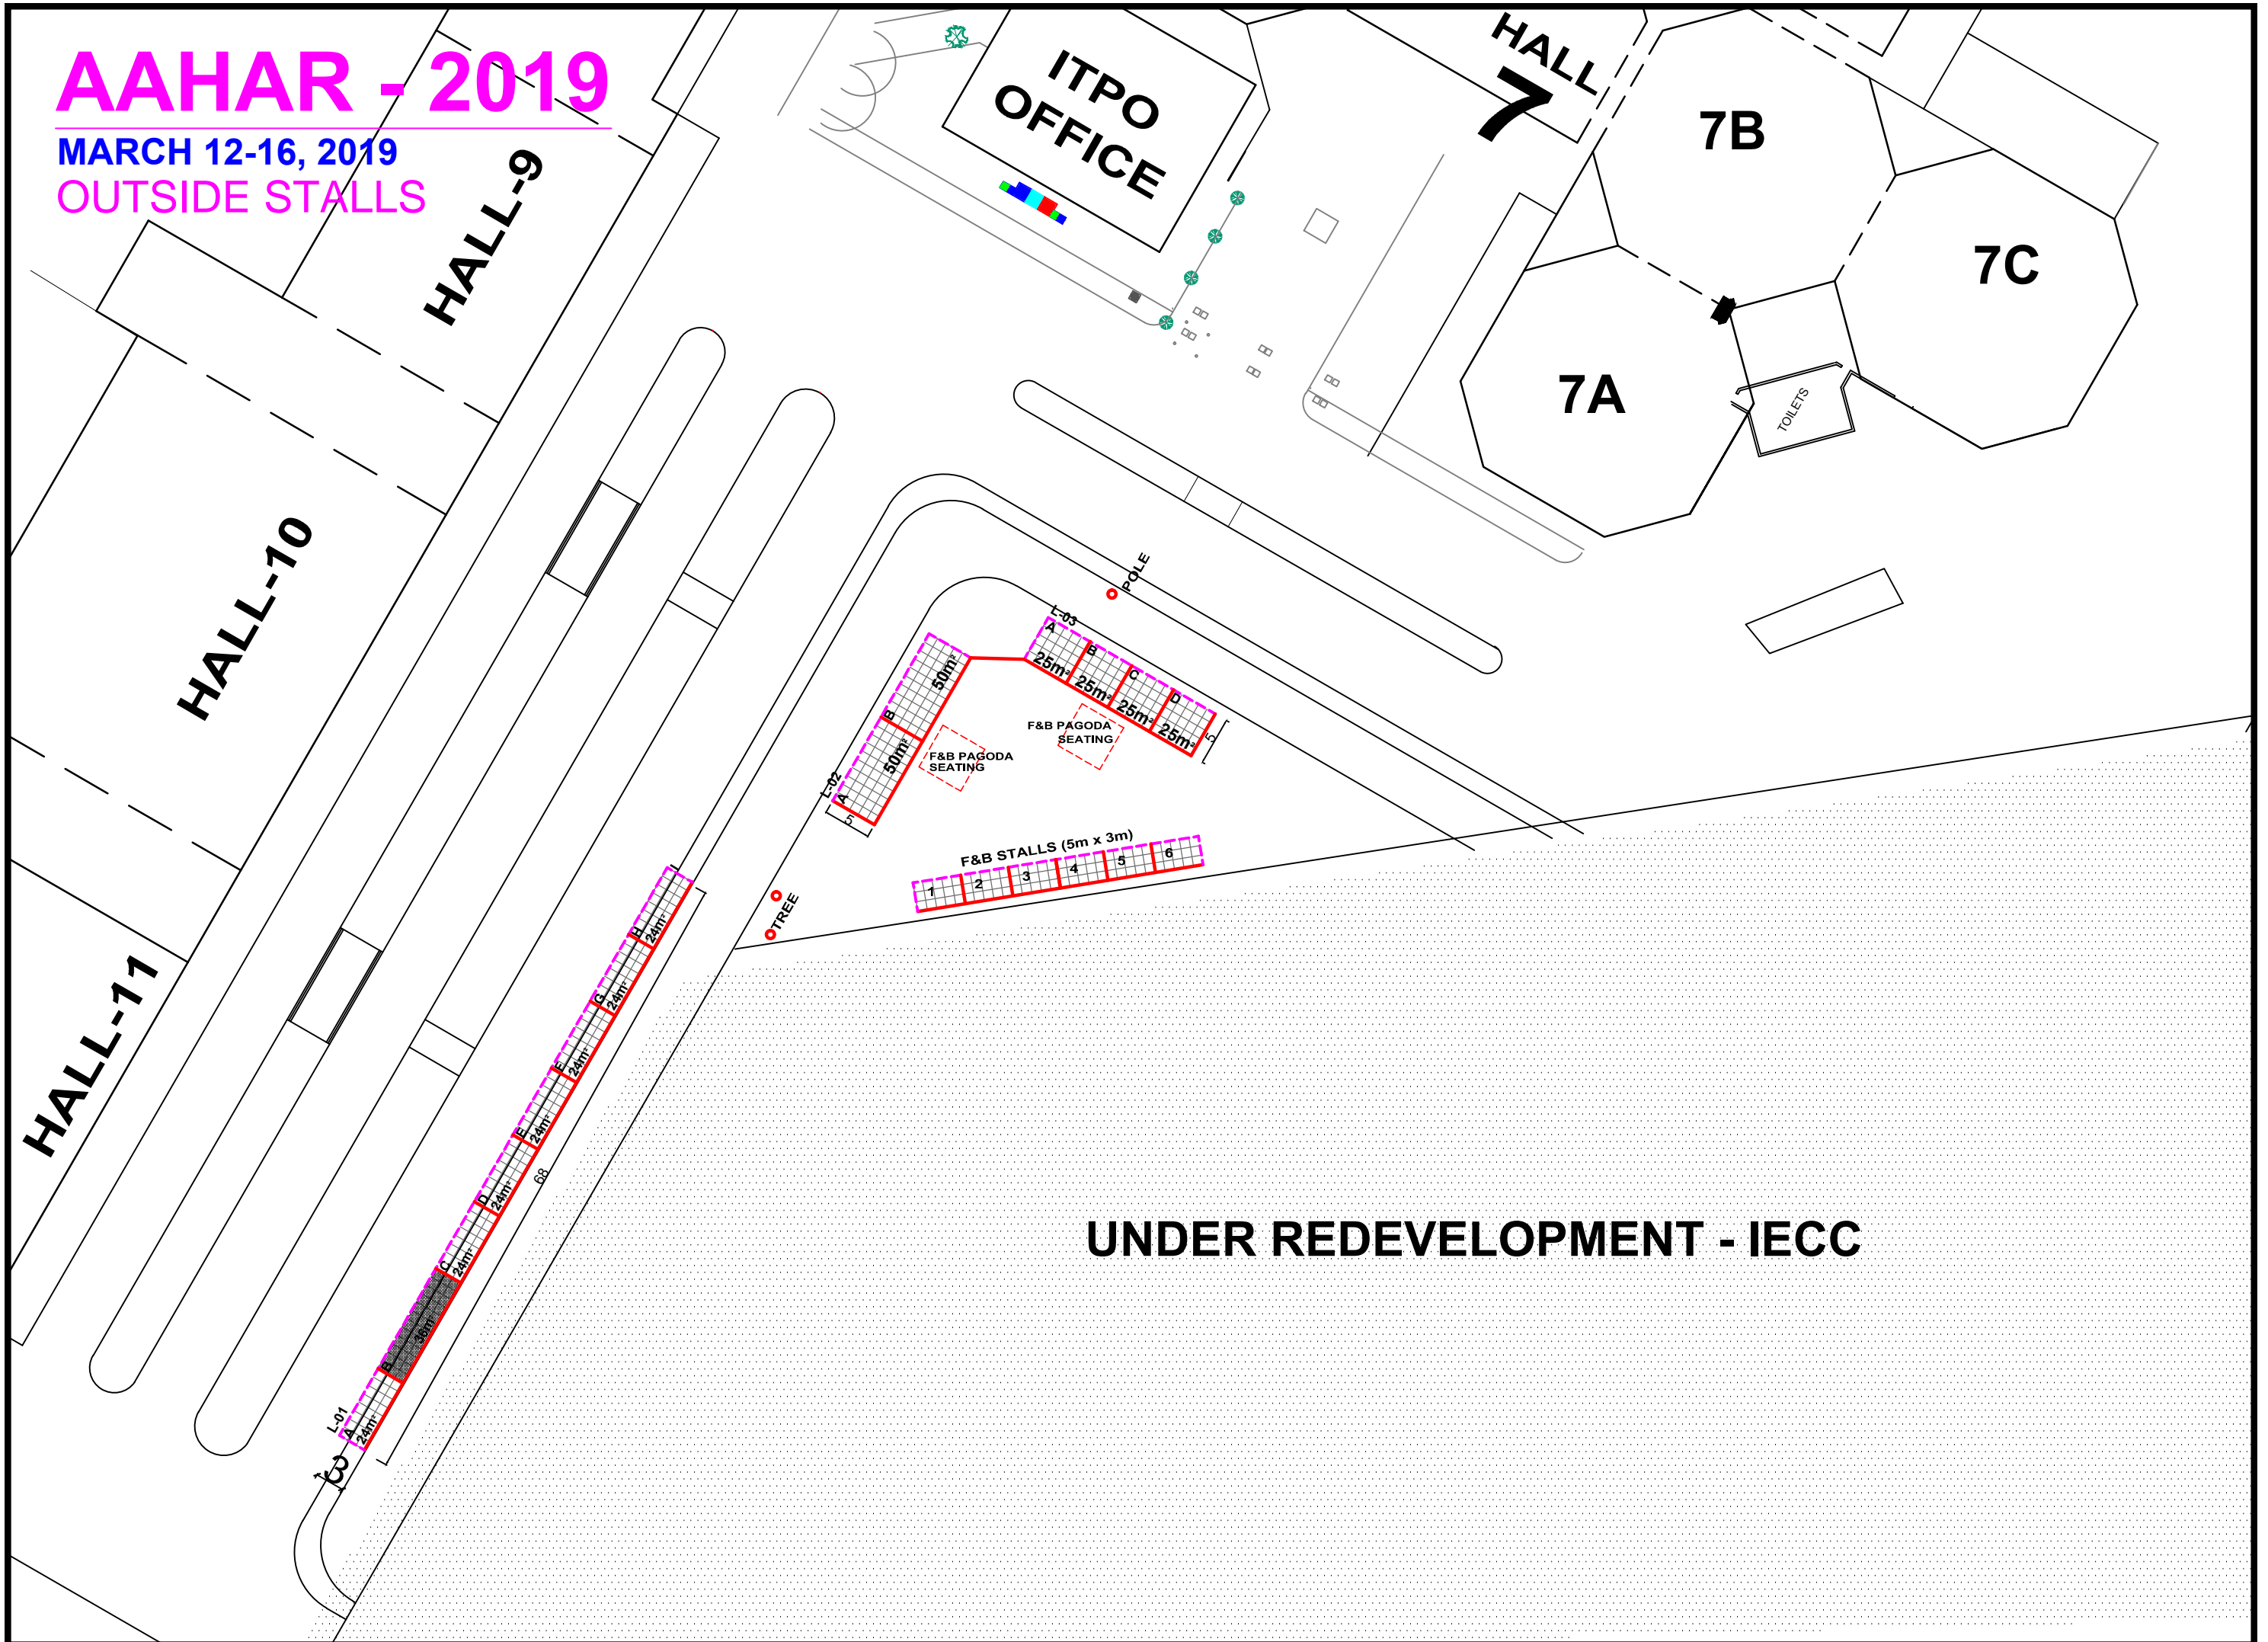 AAHAR - 2019
MARCH 12-16, 2019
OUTSIDE STALLS
ITPO
OFFICE
HALL
7
7B
7C
7A
TOILETS
HALL-9
HALL-10
HALL-11
POLE
L-03
A
B
C
D
25m²
25m²
25m²
25m²
5
50m²
B
50m²
L-02
A
5
F&B PAGODA
SEATING
F&B PAGODA
SEATING
F&B STALLS (5m x 3m)
1
2
3
4
5
6
TREE
I
H
24m²
G
24m²
F
24m²
E
24m²
D
24m²
C
24m²
B
36m²
L-01
A
24m²
68
3
UNDER REDEVELOPMENT - IECC